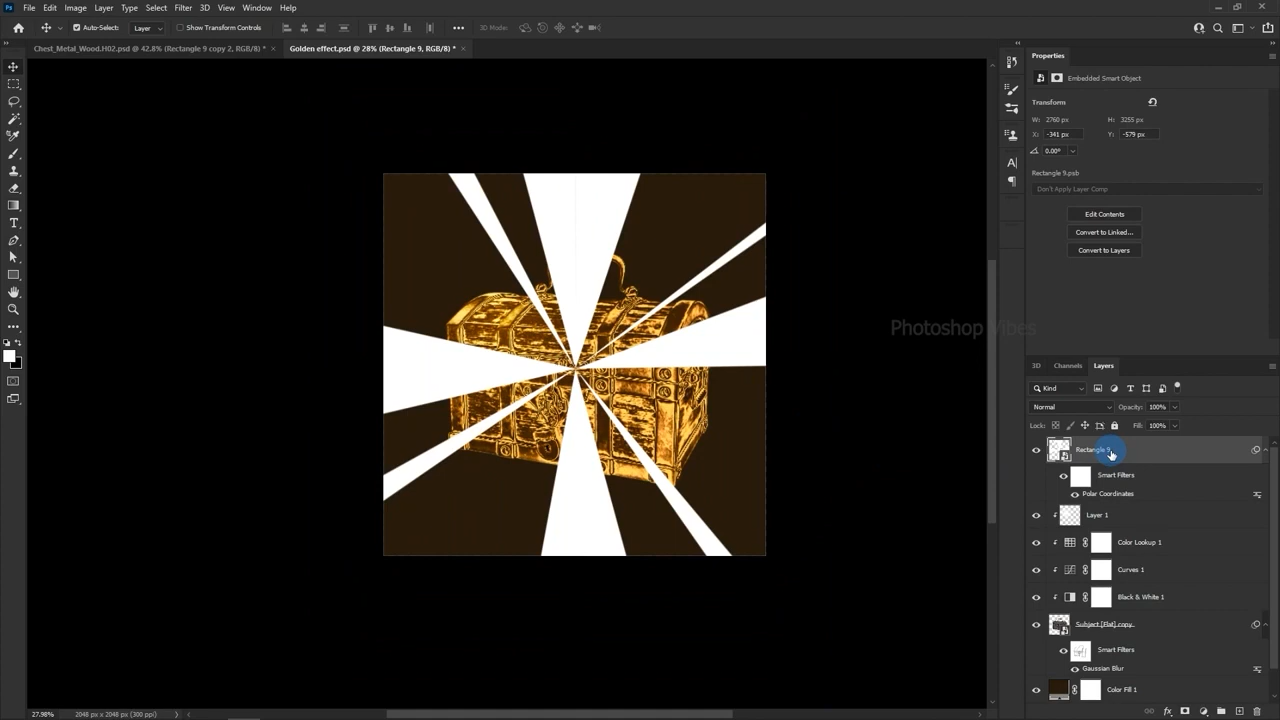 Ps File Edit Image Layer Type Select Filter 3D View Window Help
Auto-Select: Layer Show Transform Controls 3D Mode:
Chest_Metal_Wood.H02.psd @ 42.8% (Rectangle 9 copy 2, RGB/8) * × Golden effect.psd @ 28% (Rectangle 9, RGB/8) * ×
Properties
Embedded Smart Object
Transform
W: 2760 px H: 3255 px
X: -341 px Y: -579 px
0.00°
Rectangle 9.psb
Don't Apply Layer Comp
Edit Contents
Convert to Linked...
Convert to Layers
Photoshop Vibes
3D Channels Layers
Kind
Normal Opacity: 100%
Lock: Fill: 100%
Rectangle 9
Smart Filters
Polar Coordinates
Layer 1
Color Lookup 1
Curves 1
Black & White 1
Subject [Flat] copy
Smart Filters
Gaussian Blur
Color Fill 1
27.98% 2048 px x 2048 px (300 ppi)